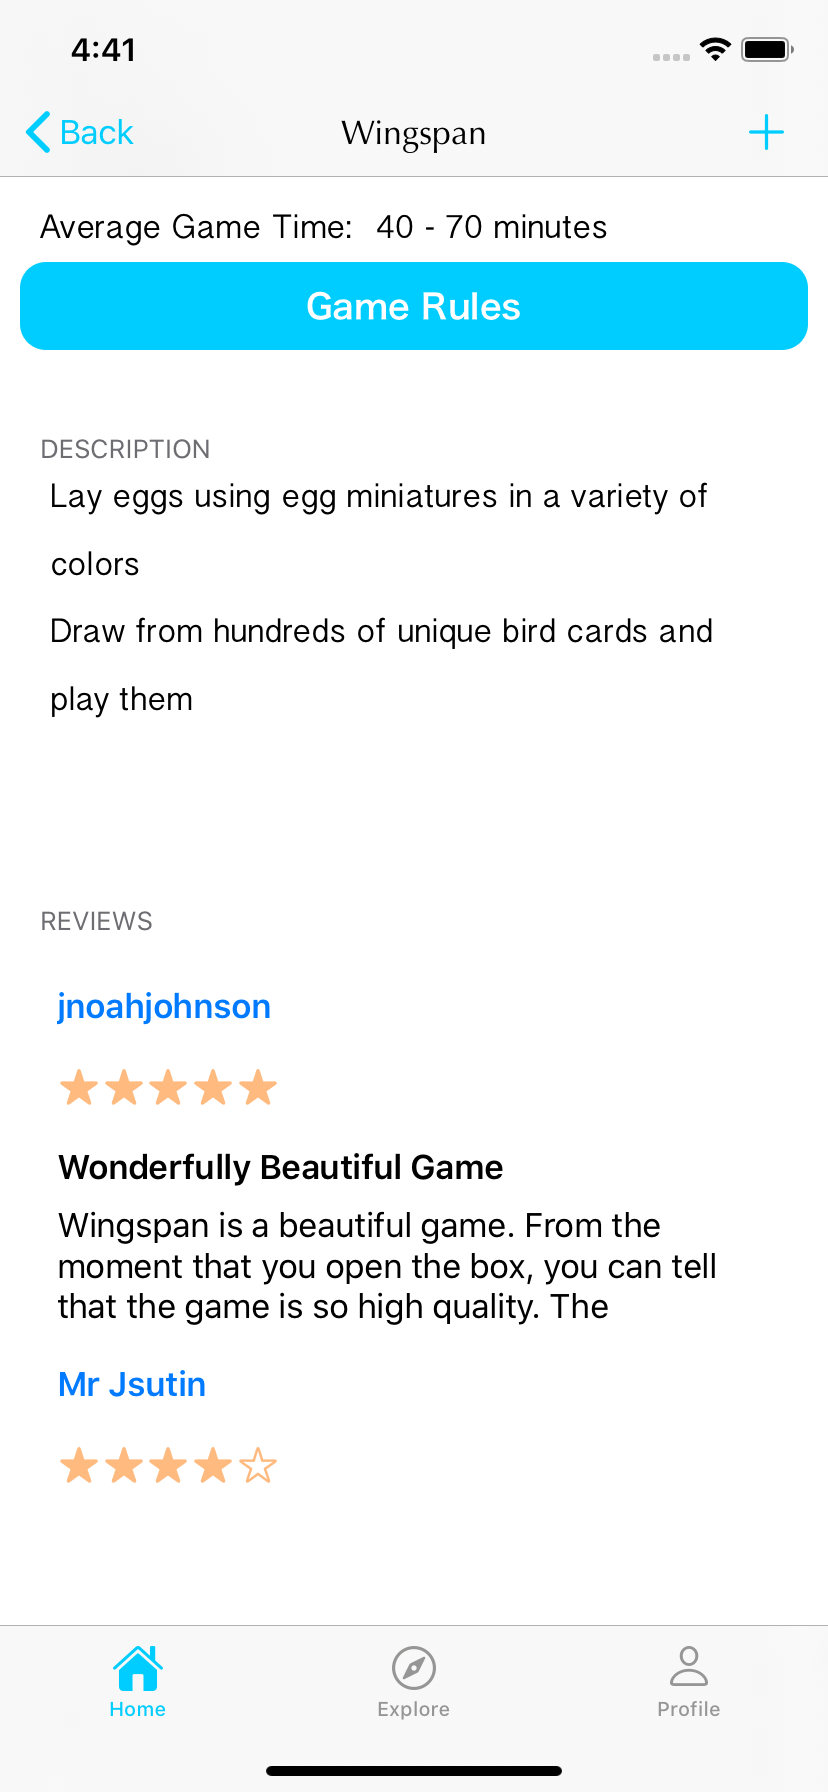 4:41
Back
Wingspan
Average Game Time: 40 - 70 minutes
Game Rules
DESCRIPTION
Lay eggs using egg miniatures in a variety of
colors
Draw from hundreds of unique bird cards and
play them
REVIEWS
jnoahjohnson
Wonderfully Beautiful Game
Wingspan is a beautiful game. From the
moment that you open the box, you can tell
that the game is so high quality. The
Mr Jsutin
Home
Explore
Profile